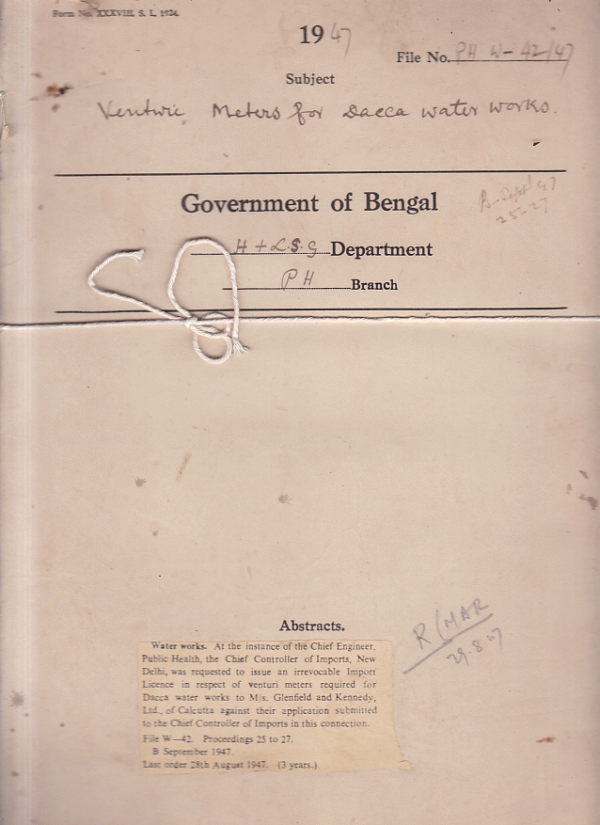 Form No. XXXVIII, S. I., 1924.
1947
File No. PH W-42/47
Subject
Venturi Meters for Dacca water works.
Government of Bengal
B-Sept/47
25-27
H + L.S.G Department
PH Branch
Abstracts.
R/MAR
29.8.47
Water works. At the instance of the Chief Engineer,
Public Health, the Chief Controller of Imports, New
Delhi, was requested to issue an irrevocable Import
Licence in respect of venturi meters required for
Dacca water works to M/s. Glenfield and Kennedy,
Ltd., of Calcutta against their application submitted
to the Chief Controller of Imports in this connection.
File W—42. Proceedings 25 to 27.
B September 1947.
Last order 28th August 1947. (3 years.)